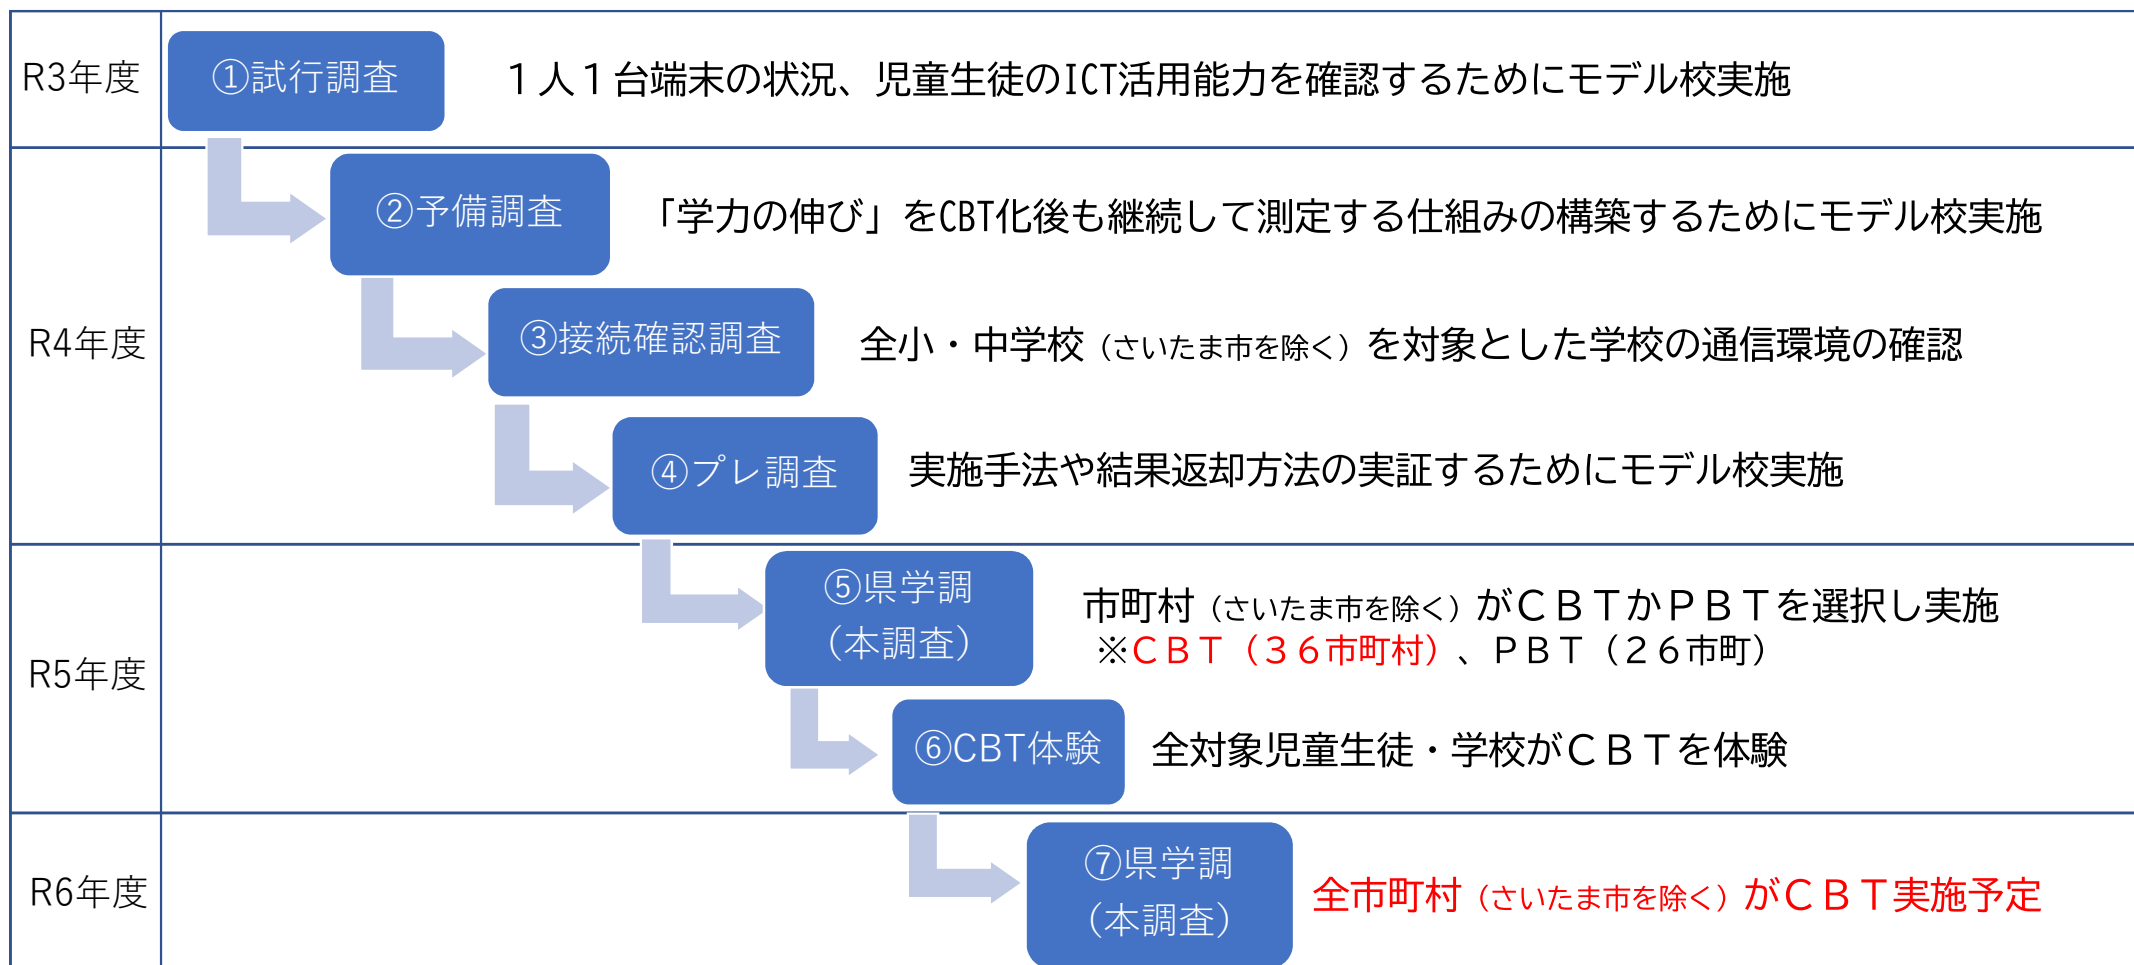 R3年度
①試行調査
１人１台端末の状況、児童生徒のICT活用能力を確認するためにモデル校実施
R4年度
②予備調査
「学力の伸び」をCBT化後も継続して測定する仕組みの構築するためにモデル校実施
③接続確認調査
全小・中学校（さいたま市を除く）を対象とした学校の通信環境の確認
④プレ調査
実施手法や結果返却方法の実証するためにモデル校実施
R5年度
⑤県学調
（本調査）
市町村（さいたま市を除く）がＣＢＴかＰＢＴを選択し実施
※ＣＢＴ（３６市町村）、ＰＢＴ（２６市町）
⑥CBT体験
全対象児童生徒・学校がＣＢＴを体験
R6年度
⑦県学調
（本調査）
全市町村（さいたま市を除く）がＣＢＴ実施予定